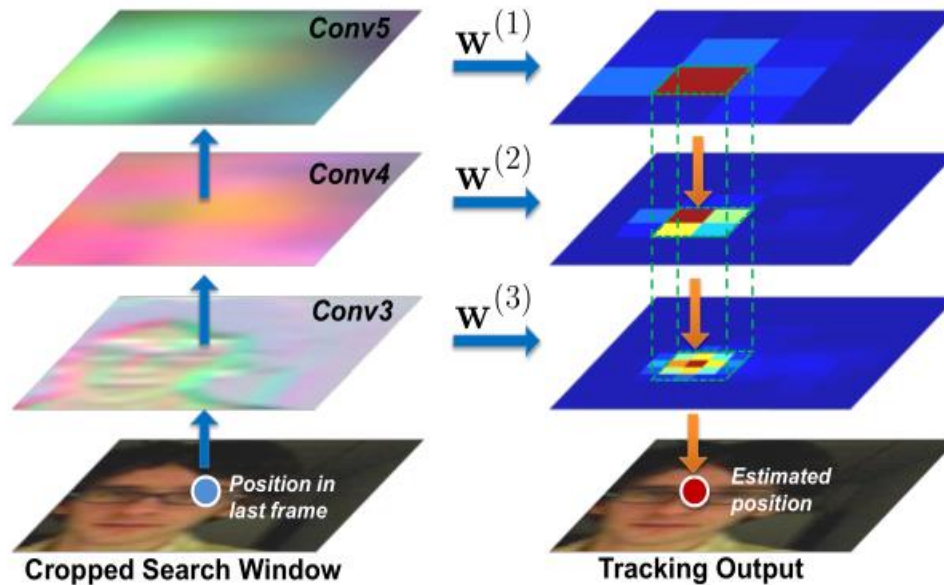 Conv5
w(1)
Conv4
w(2)
Conv3
w(3)
Position in
last frame
Estimated
position
Cropped Search Window
Tracking Output